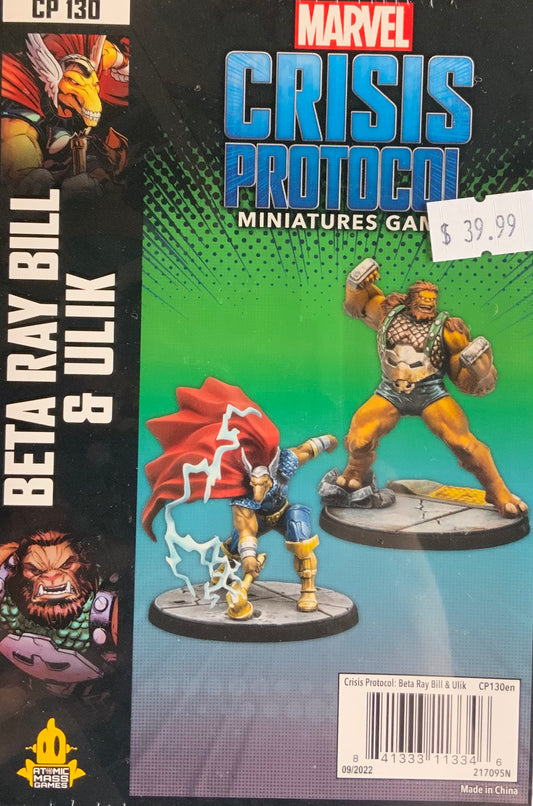 CP 130
BETA RAY BILL
& ULIK
ATOMIC
MASS
GAMES
MARVEL
CRISIS
PROTOCOL
MINIATURES GAM
$ 39.99
Crisis Protocol: Beta Ray Bill & Ulik CP130en
8 41333 11334 6
09/2022 217095N
Made in China